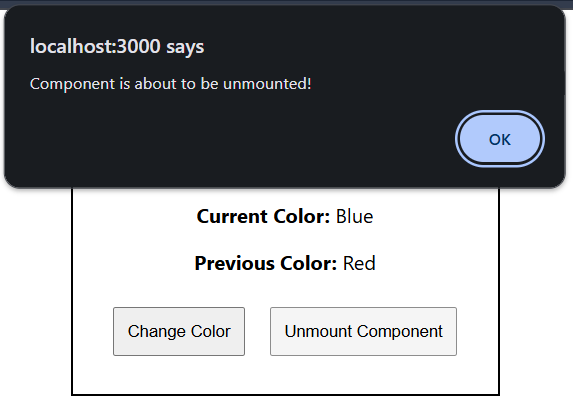 localhost:3000 says
Component is about to be unmounted!
OK
Current Color: Blue
Previous Color: Red
Change Color Unmount Component